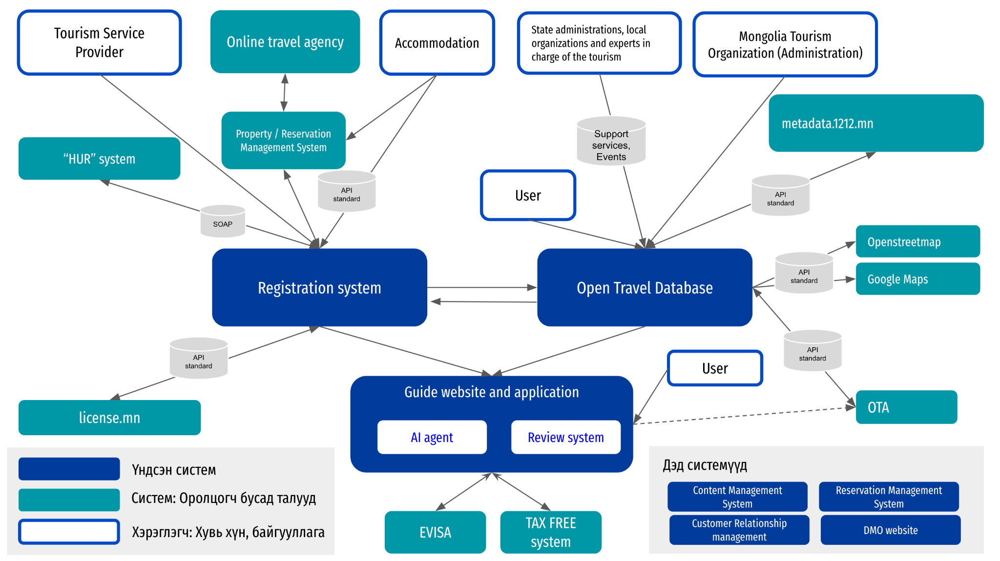 Tourism Service
Provider
Online travel agency
Accommodation
State administrations, local
organizations and experts in
charge of the tourism
Mongolia Tourism
Organization (Administration)
metadata.1212.mn
Property / Reservation
Management System
“HUR” system
Support
services,
Events
User
API
standard
API
standard
SOAP
Openstreetmap
Google Maps
API
standard
Registration system
Open Travel Database
API
standard
API
standard
User
Guide website and application
AI agent
Review system
OTA
license.mn
Үндсэн систем
Систем: Оролцогч бусад талууд
Хэрэглэгч: Хувь хүн, байгууллага
EVISA
TAX FREE
system
Дэд системүүд
Content Management
System
Reservation Management
System
Customer Relationship
management
DMO website